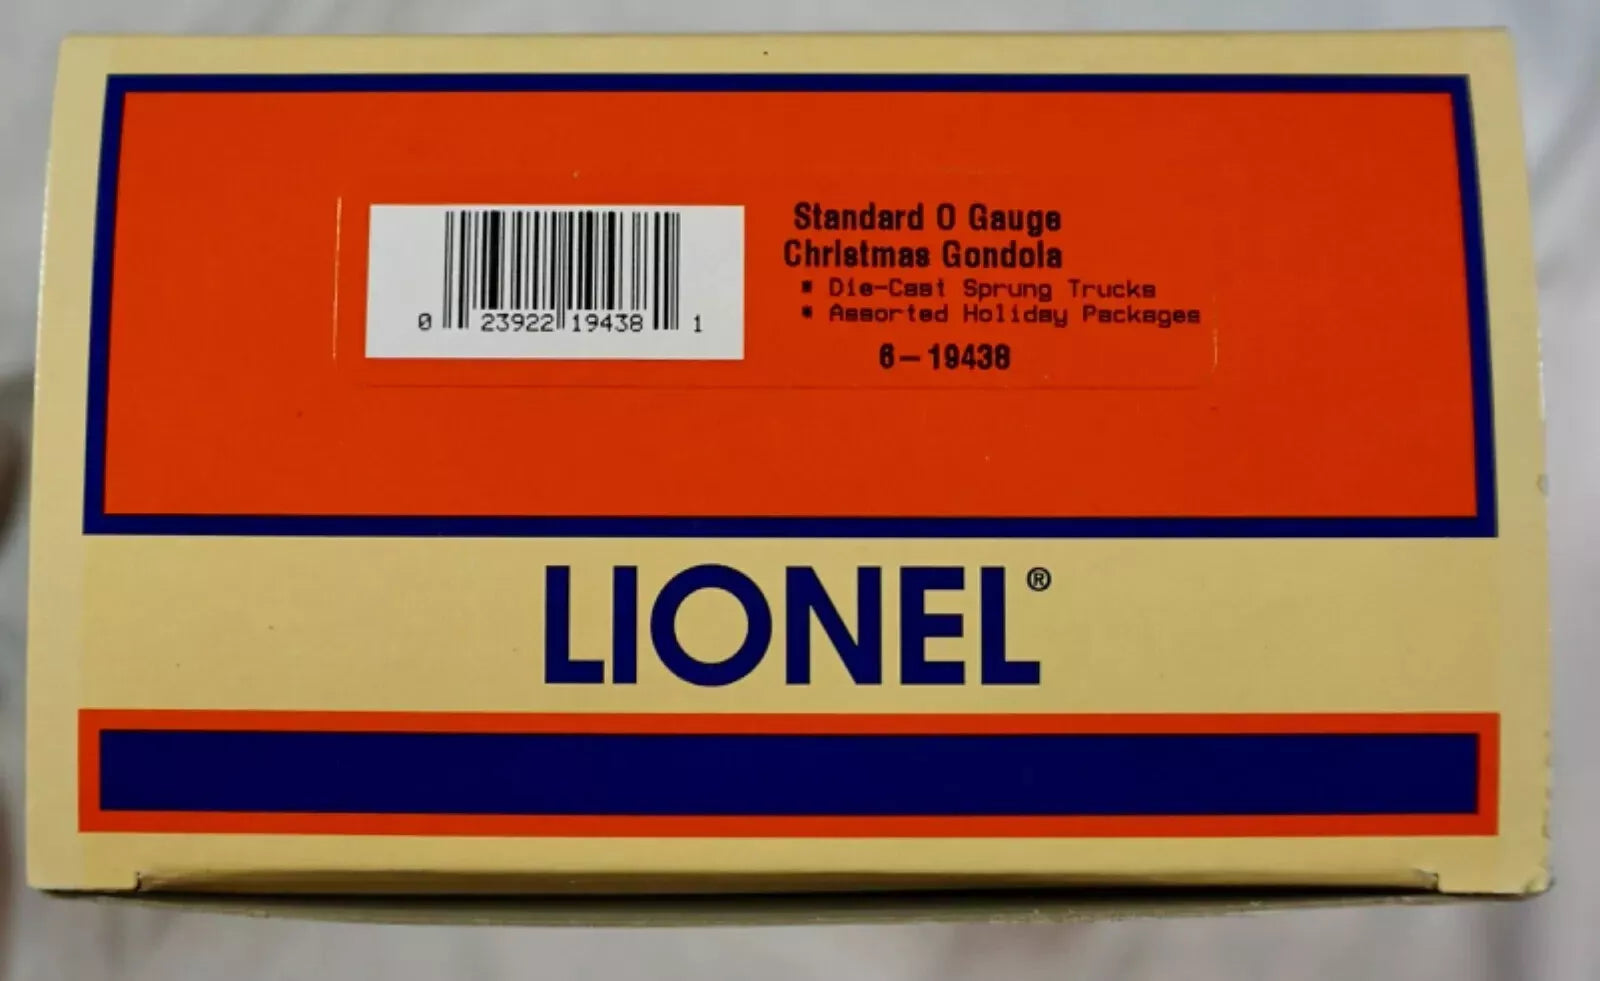 Standard O Gauge
Christmas Gondola
* Die-Cast Sprung Trucks
* Assorted Holiday Packages
6-19438
0 23922 19438 1
LIONEL®